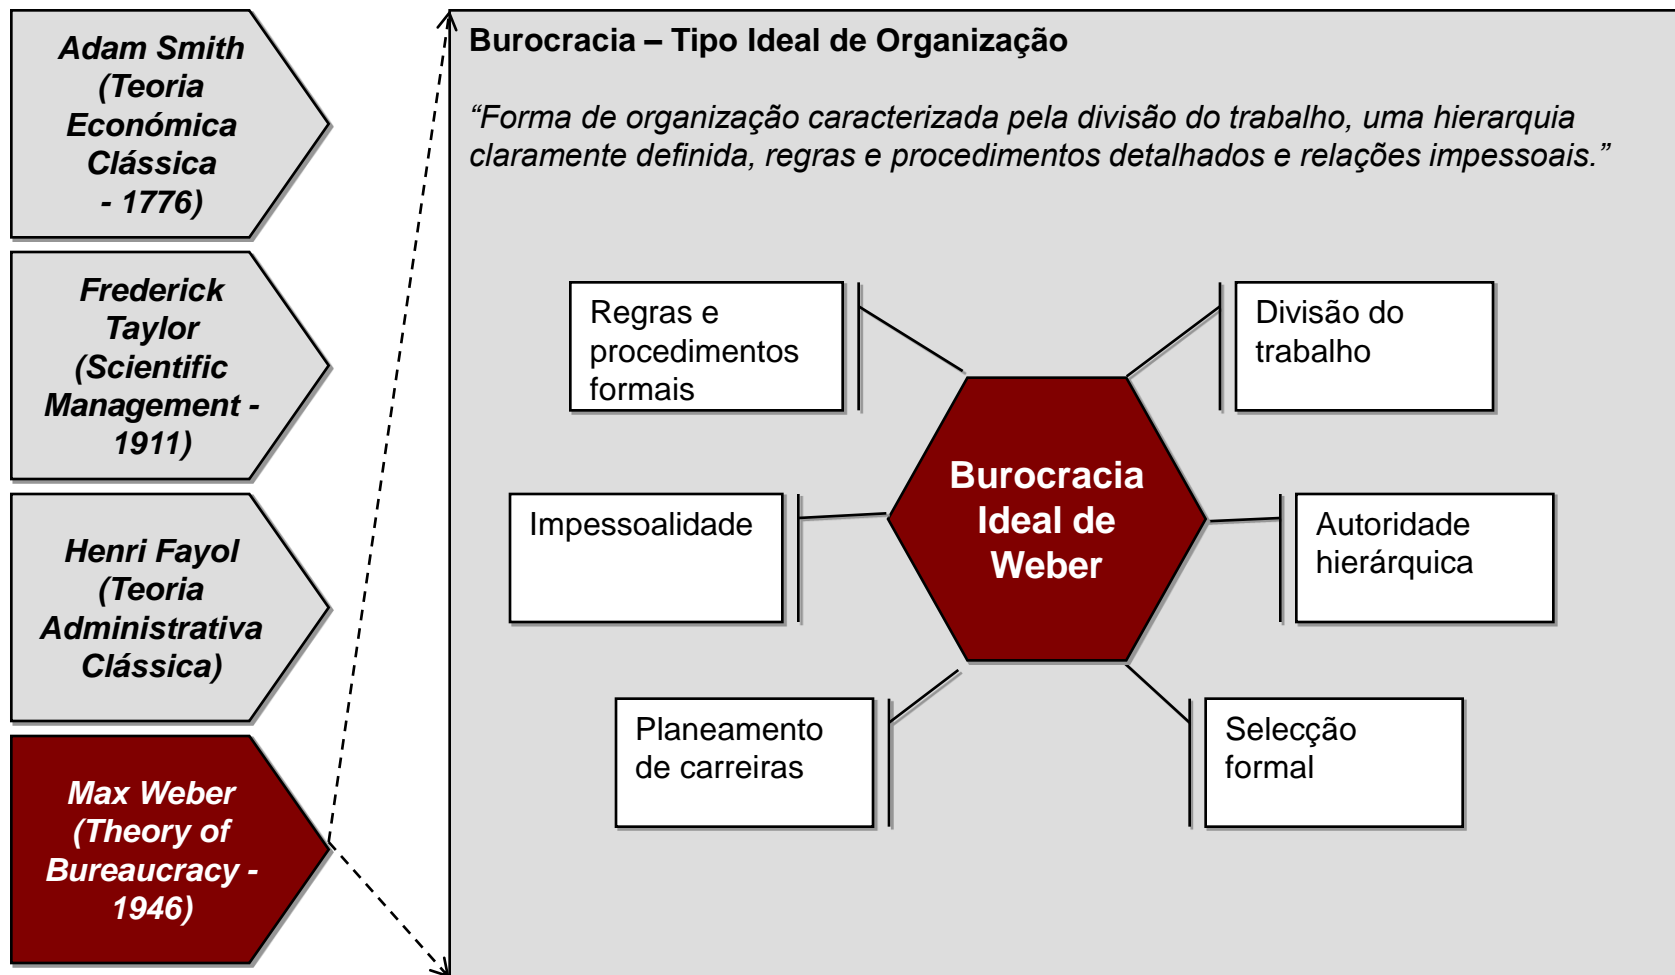 Adam Smith
(Teoria
Económica
Clássica
- 1776)
Frederick
Taylor
(Scientific
Management -
1911)
Henri Fayol
(Teoria
Administrativa
Clássica)
Max Weber
(Theory of
Bureaucracy -
1946)
Burocracia – Tipo Ideal de Organização
“Forma de organização caracterizada pela divisão do trabalho, uma hierarquia
claramente definida, regras e procedimentos detalhados e relações impessoais.”
Regras e
procedimentos
formais
Divisão do
trabalho
Impessoalidade
Burocracia
Ideal de
Weber
Autoridade
hierárquica
Planeamento
de carreiras
Selecção
formal